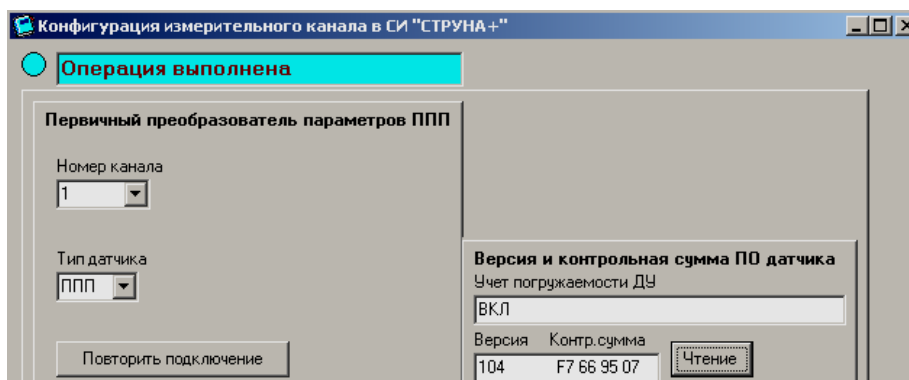 Конфигурация измерительного канала в СИ "СТРУНА+"
Операция выполнена
Первичный преобразователь параметров ППП
Номер канала
1
Тип датчика
ППП
Повторить подключение
Версия и контрольная сумма ПО датчика
Учет погружаемости ДУ
ВКЛ
Версия Контр.сумма
104 F7 66 95 07
Чтение